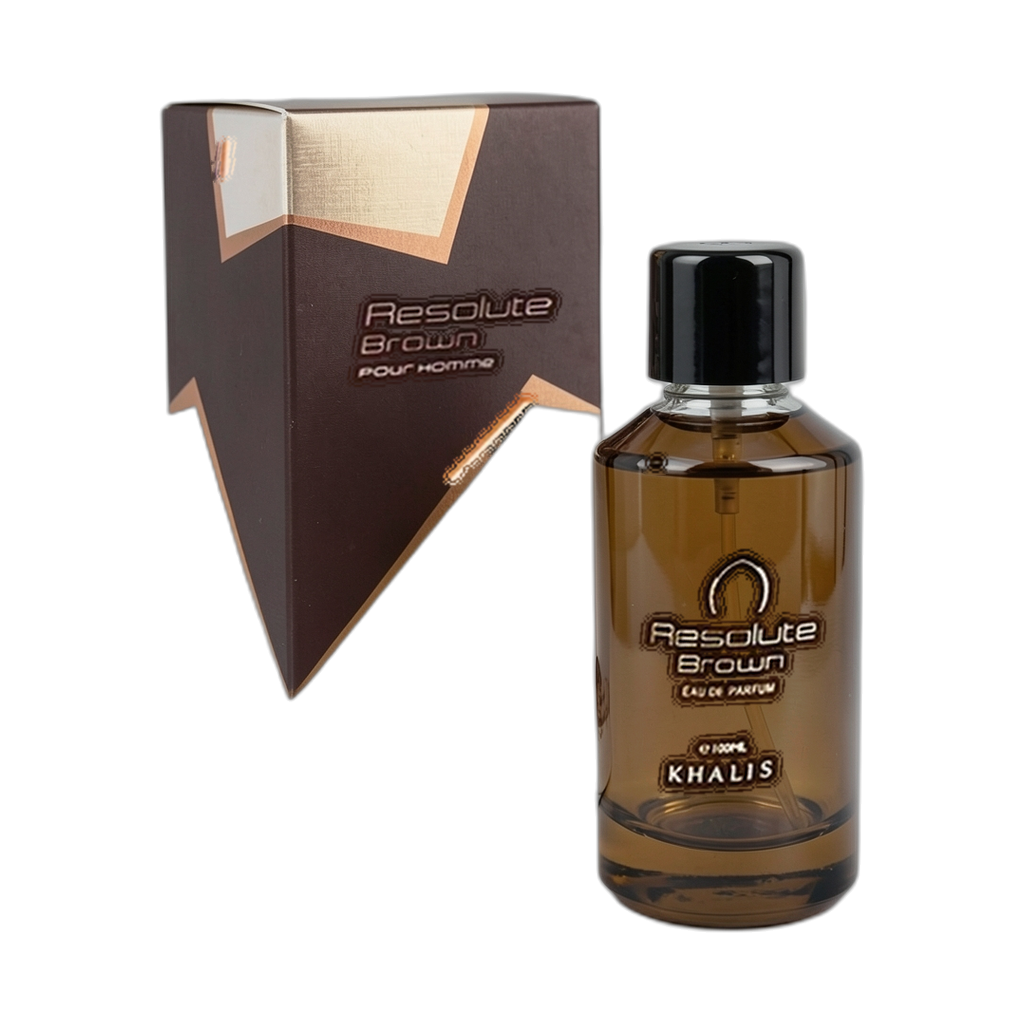 Resolute
Brown
POUR HOMME
Resolute
Brown
EAU DE PARFUM
e 100ML
KHALIS